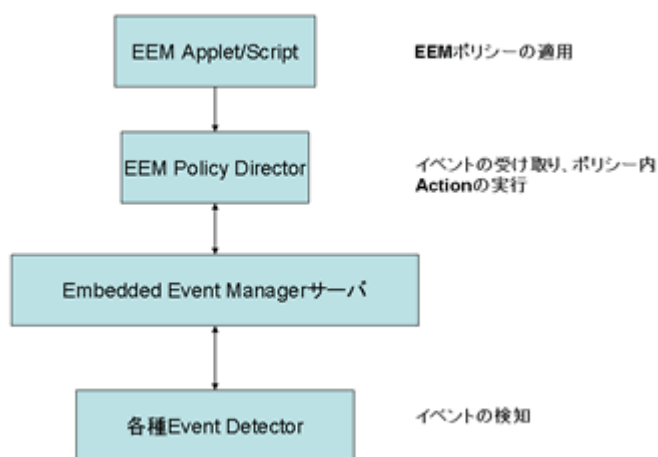 EEM Applet/Script
EEMポリシーの適用
EEM Policy Director
イベントの受け取り、ポリシー内
Actionの実行
Embedded Event Managerサーバ
各種Event Detector
イベントの検知